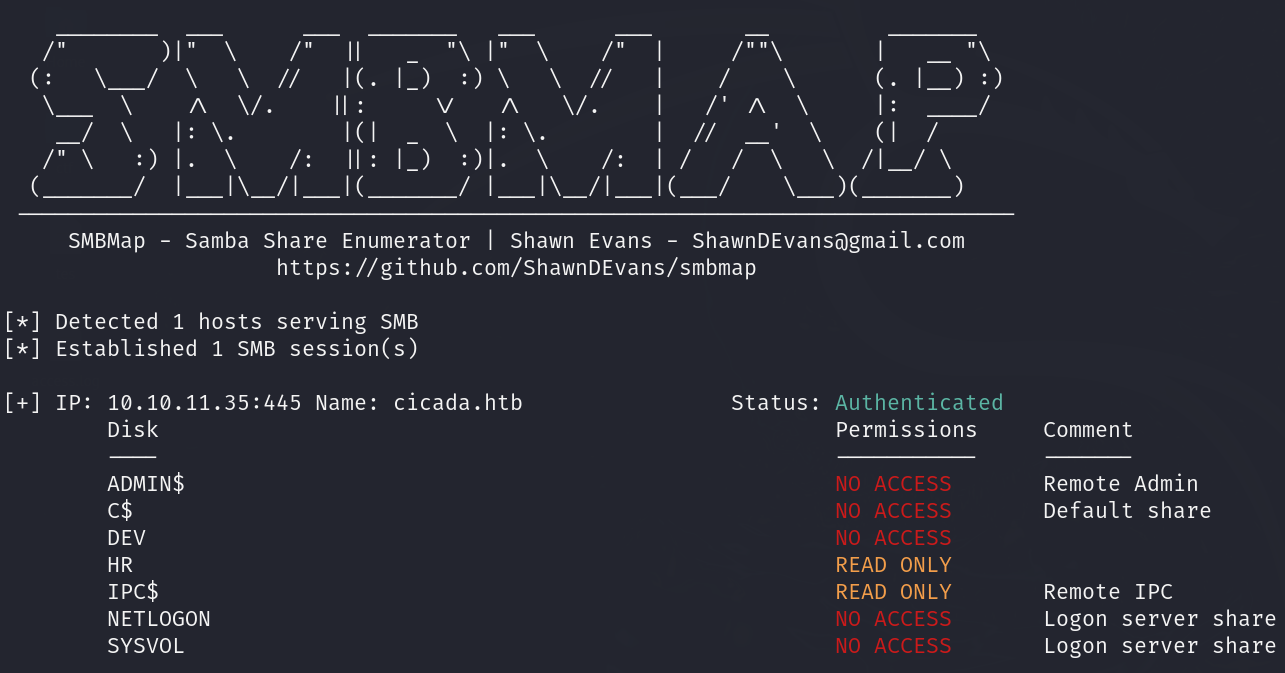 SMBMap - Samba Share Enumerator | Shawn Evans - ShawnDEvans@gmail.com
https://github.com/ShawnDEvans/smbmap
[*] Detected 1 hosts serving SMB
[*] Established 1 SMB session(s)
[+] IP: 10.10.11.35:445 Name: cicada.htb Status: Authenticated
Disk Permissions Comment
---- ----------- -------
ADMIN$ NO ACCESS Remote Admin
C$ NO ACCESS Default share
DEV NO ACCESS
HR READ ONLY
IPC$ READ ONLY Remote IPC
NETLOGON NO ACCESS Logon server share
SYSVOL NO ACCESS Logon server share